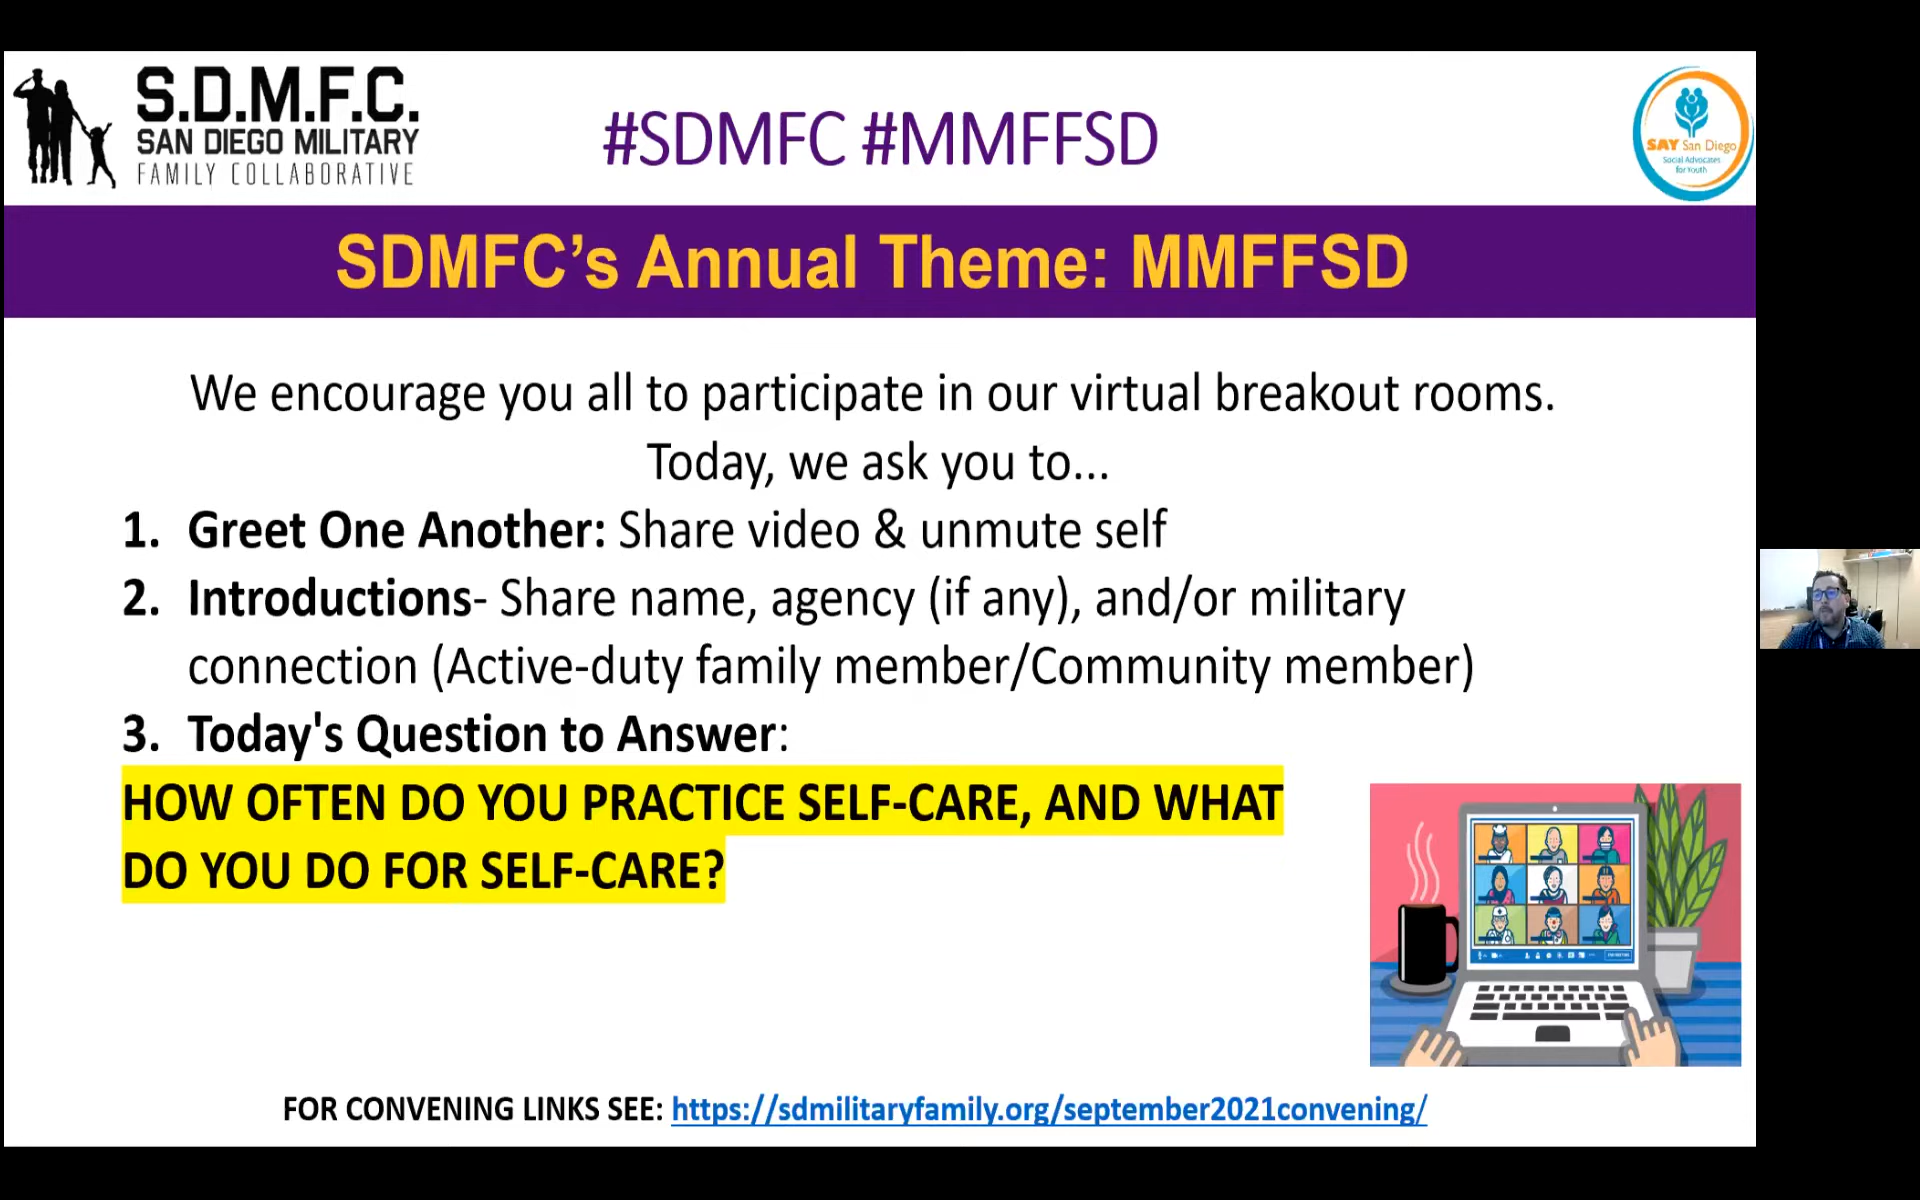 S.D.M.F.C.
SAN DIEGO MILITARY
FAMILY COLLABORATIVE
#SDMFC #MMFFSD
SAY San Diego
Social Advocates
for Youth
SDMFC’s Annual Theme: MMFFSD
We encourage you all to participate in our virtual breakout rooms.
Today, we ask you to...
1. Greet One Another: Share video & unmute self
2. Introductions- Share name, agency (if any), and/or military
connection (Active-duty family member/Community member)
3. Today's Question to Answer:
HOW OFTEN DO YOU PRACTICE SELF-CARE, AND WHAT
DO YOU DO FOR SELF-CARE?
FOR CONVENING LINKS SEE: https://sdmilitaryfamily.org/september2021convening/